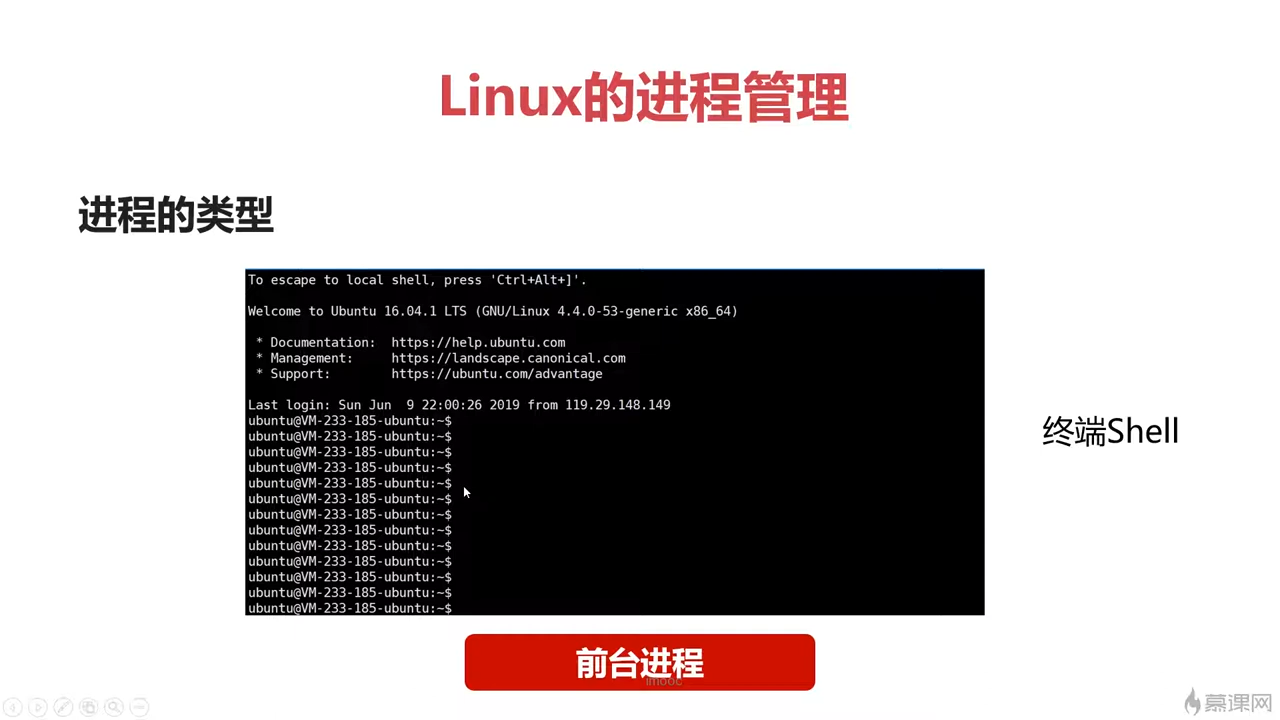 Linux的进程管理
进程的类型
To escape to local shell, press 'Ctrl+Alt+]'.
Welcome to Ubuntu 16.04.1 LTS (GNU/Linux 4.4.0-53-generic x86_64)
* Documentation:  https://help.ubuntu.com
* Management:     https://landscape.canonical.com
* Support:        https://ubuntu.com/advantage
Last login: Sun Jun  9 22:00:26 2019 from 119.29.148.149
ubuntu@VM-233-185-ubuntu:~$
ubuntu@VM-233-185-ubuntu:~$
ubuntu@VM-233-185-ubuntu:~$
ubuntu@VM-233-185-ubuntu:~$
ubuntu@VM-233-185-ubuntu:~$
ubuntu@VM-233-185-ubuntu:~$
ubuntu@VM-233-185-ubuntu:~$
ubuntu@VM-233-185-ubuntu:~$
ubuntu@VM-233-185-ubuntu:~$
ubuntu@VM-233-185-ubuntu:~$
ubuntu@VM-233-185-ubuntu:~$
ubuntu@VM-233-185-ubuntu:~$
ubuntu@VM-233-185-ubuntu:~$
终端Shell
前台进程
imooc
慕课网